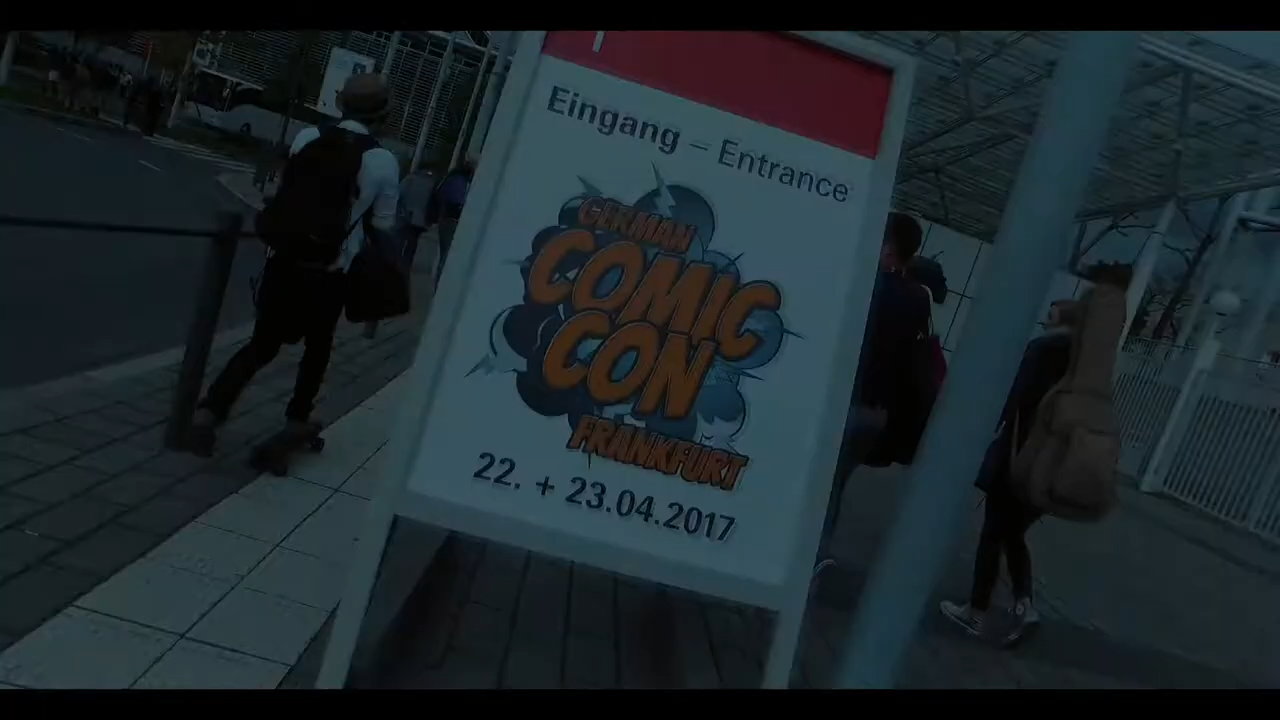 Eingang – Entrance
GERMAN
COMIC
CON
FRANKFURT
22. + 23.04.2017